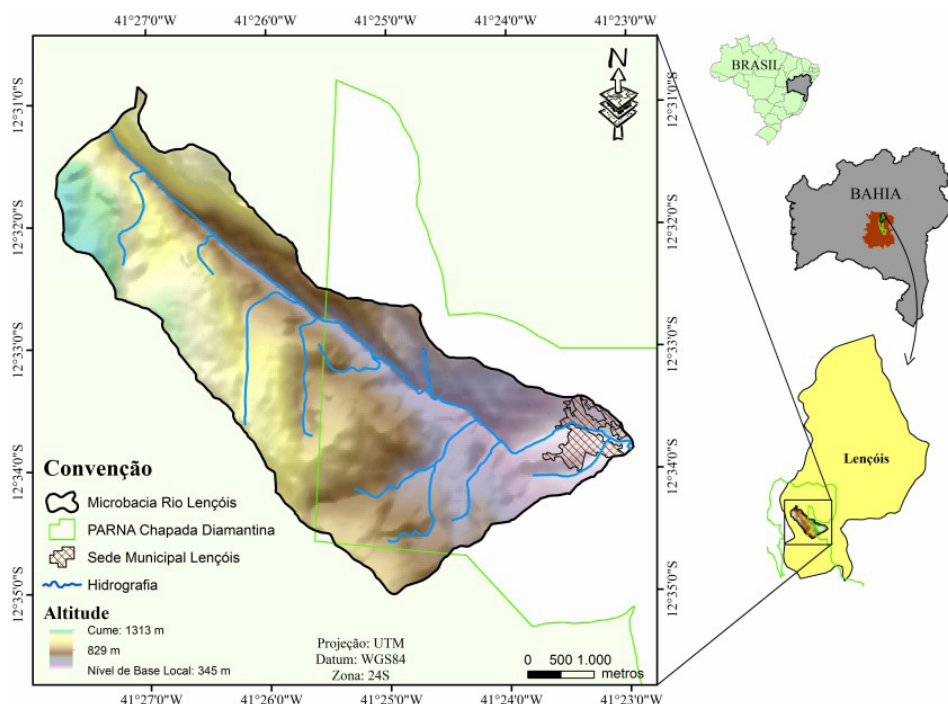 41°27'0"W 41°26'0"W 41°25'0"W 41°24'0"W 41°23'0"W
N
12°31'0"S
12°32'0"S
12°33'0"S
12°34'0"S
12°35'0"S
12°31'0"S
12°32'0"S
12°33'0"S
12°34'0"S
12°35'0"S
Convenção
Microbacia Rio Lençóis
PARNA Chapada Diamantina
Sede Municipal Lençóis
Hidrografia
Altitude
Cume: 1313 m
829 m
Nível de Base Local: 345 m
Projeção: UTM
Datum: WGS84
Zona: 24S
0 500 1.000
metros
41°27'0"W 41°26'0"W 41°25'0"W 41°24'0"W 41°23'0"W
BRASIL
BAHIA
Lençóis